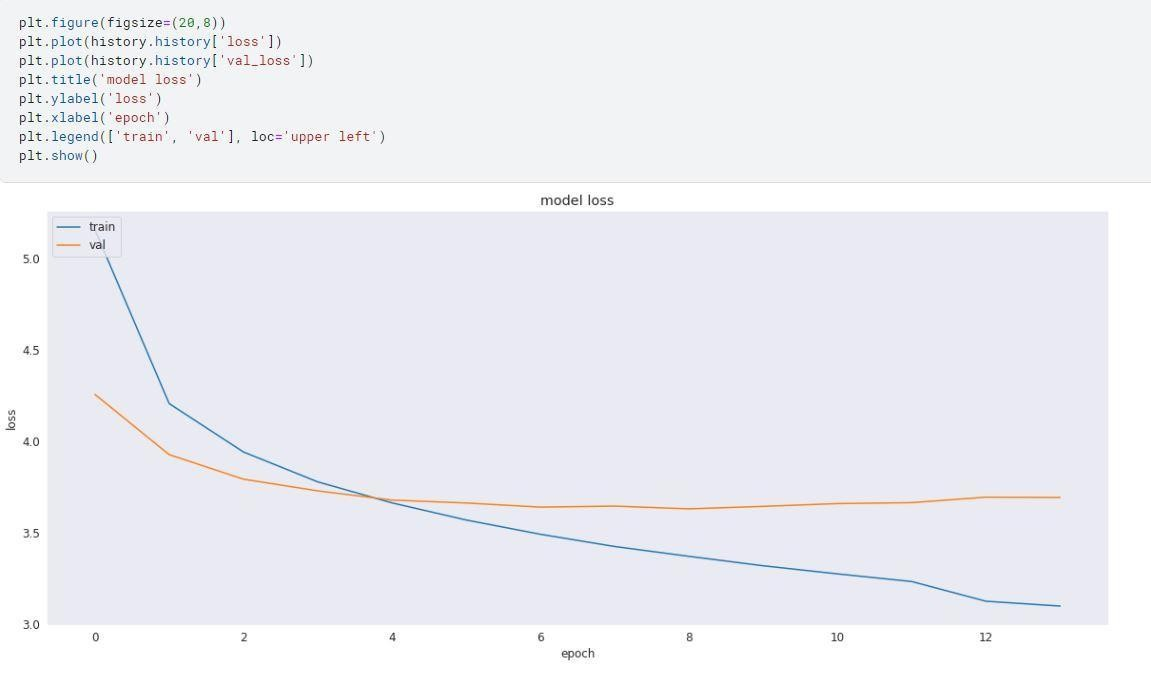 plt.figure(figsize=(20,8))
plt.plot(history.history['loss'])
plt.plot(history.history['val_loss'])
plt.title('model loss')
plt.ylabel('loss')
plt.xlabel('epoch')
plt.legend(['train', 'val'], loc='upper left')
plt.show()
model loss
train
val
5.0
4.5
4.0
3.5
3.0
loss
0 2 4 6 8 10 12
epoch